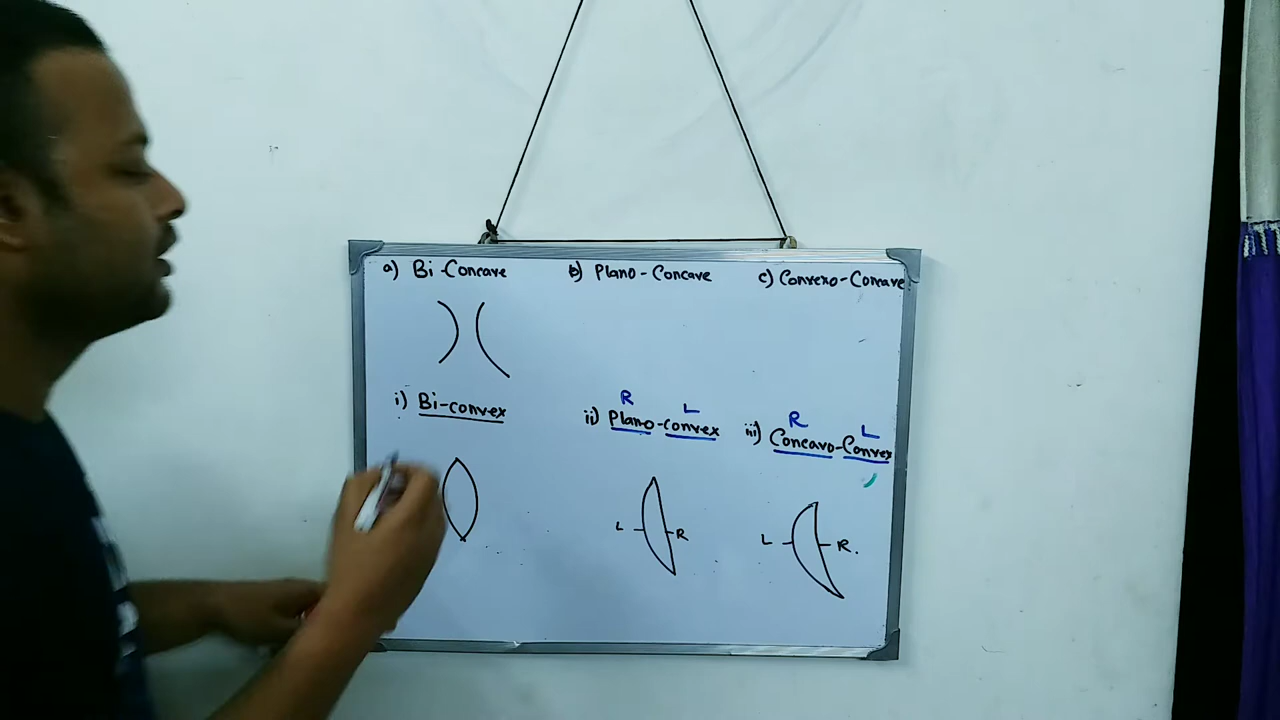 a) Bi-Concave b) Plano-Concave c) Convexo-Concave
i) Bi-convex
R L
ii) Plano-convex
R L
iii) Concavo-Convex
L R
L R.